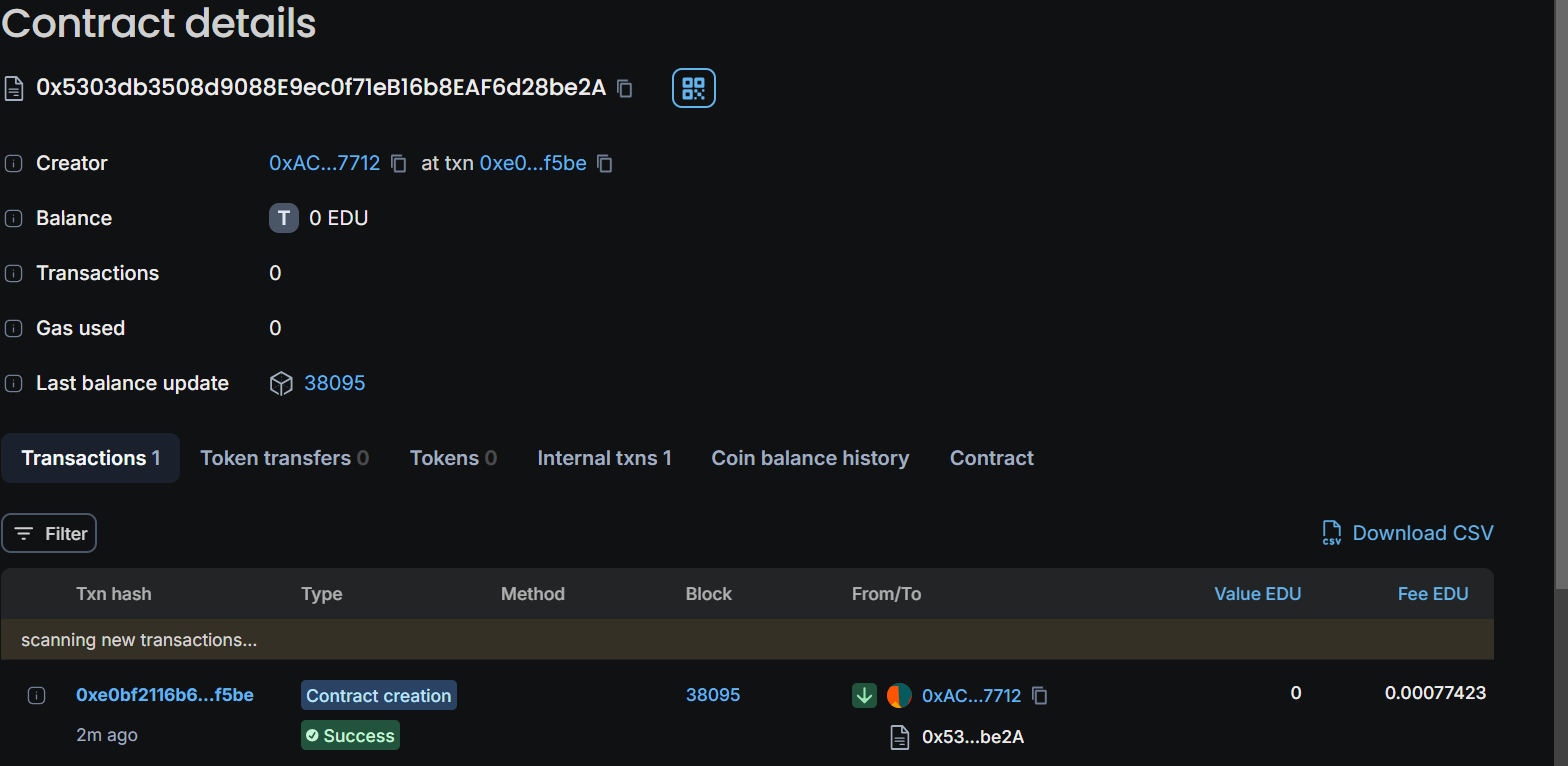 Contract details
0x5303db3508d9088E9ec0f71eB16b8EAF6d28be2A
Creator 0xAC...7712 at txn 0xe0...f5be
Balance T 0 EDU
Transactions 0
Gas used 0
Last balance update 38095
Transactions 1 Token transfers 0 Tokens 0 Internal txns 1 Coin balance history Contract
Filter CSV Download CSV
Txn hash Type Method Block From/To Value EDU Fee EDU
scanning new transactions...
0xe0bf2116b6...f5be Contract creation 38095 0xAC...7712 0 0.00077423
2m ago Success 0x53...be2A